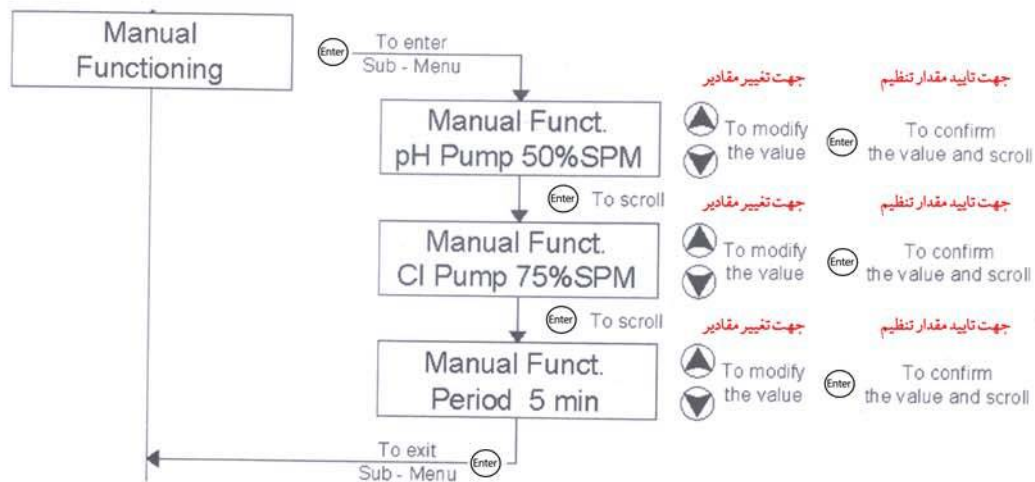 Manual
Functioning
Enter
To enter
Sub - Menu
جهت تغییر مقادیر
جهت تایید مقدار تنظیم
Manual Funct.
pH Pump 50%SPM
To modify
the value
Enter
To confirm
the value and scroll
Enter To scroll
جهت تغییر مقادیر
جهت تایید مقدار تنظیم
Manual Funct.
Cl Pump 75%SPM
To modify
the value
Enter
To confirm
the value and scroll
Enter To scroll
جهت تغییر مقادیر
جهت تایید مقدار تنظیم
Manual Funct.
Period 5 min
To modify
the value
Enter
To confirm
the value and scroll
To exit
Sub - Menu
Enter